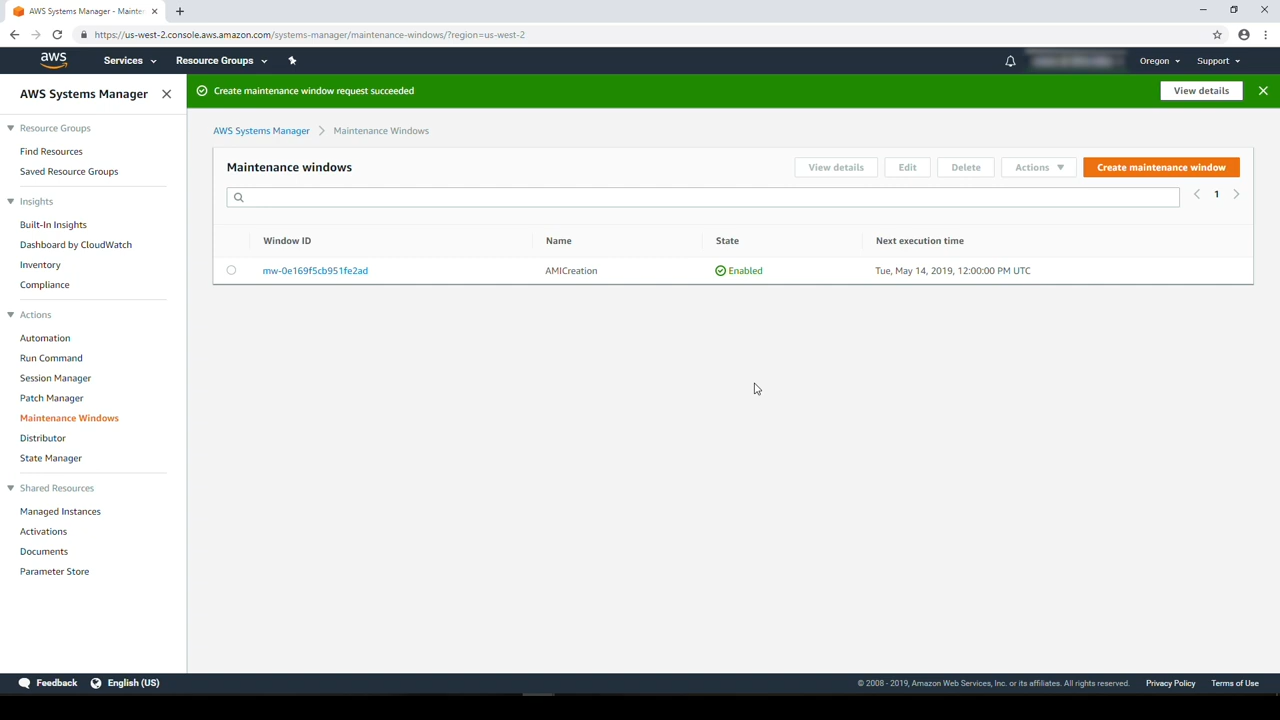 AWS Systems Manager - Mainte
https://us-west-2.console.aws.amazon.com/systems-manager/maintenance-windows/?region=us-west-2
aws
Services
Resource Groups
Oregon
Support
AWS Systems Manager
Create maintenance window request succeeded
View details
Resource Groups
Find Resources
Saved Resource Groups
Insights
Built-In Insights
Dashboard by CloudWatch
Inventory
Compliance
Actions
Automation
Run Command
Session Manager
Patch Manager
Maintenance Windows
Distributor
State Manager
Shared Resources
Managed Instances
Activations
Documents
Parameter Store
AWS Systems Manager > Maintenance Windows
Maintenance windows
View details
Edit
Delete
Actions
Create maintenance window
1
Window ID Name State Next execution time
mw-0e169f5cb951fe2ad AMICreation Enabled Tue, May 14, 2019, 12:00:00 PM UTC
Feedback
English (US)
© 2008 - 2019, Amazon Web Services, Inc. or its affiliates. All rights reserved.
Privacy Policy
Terms of Use